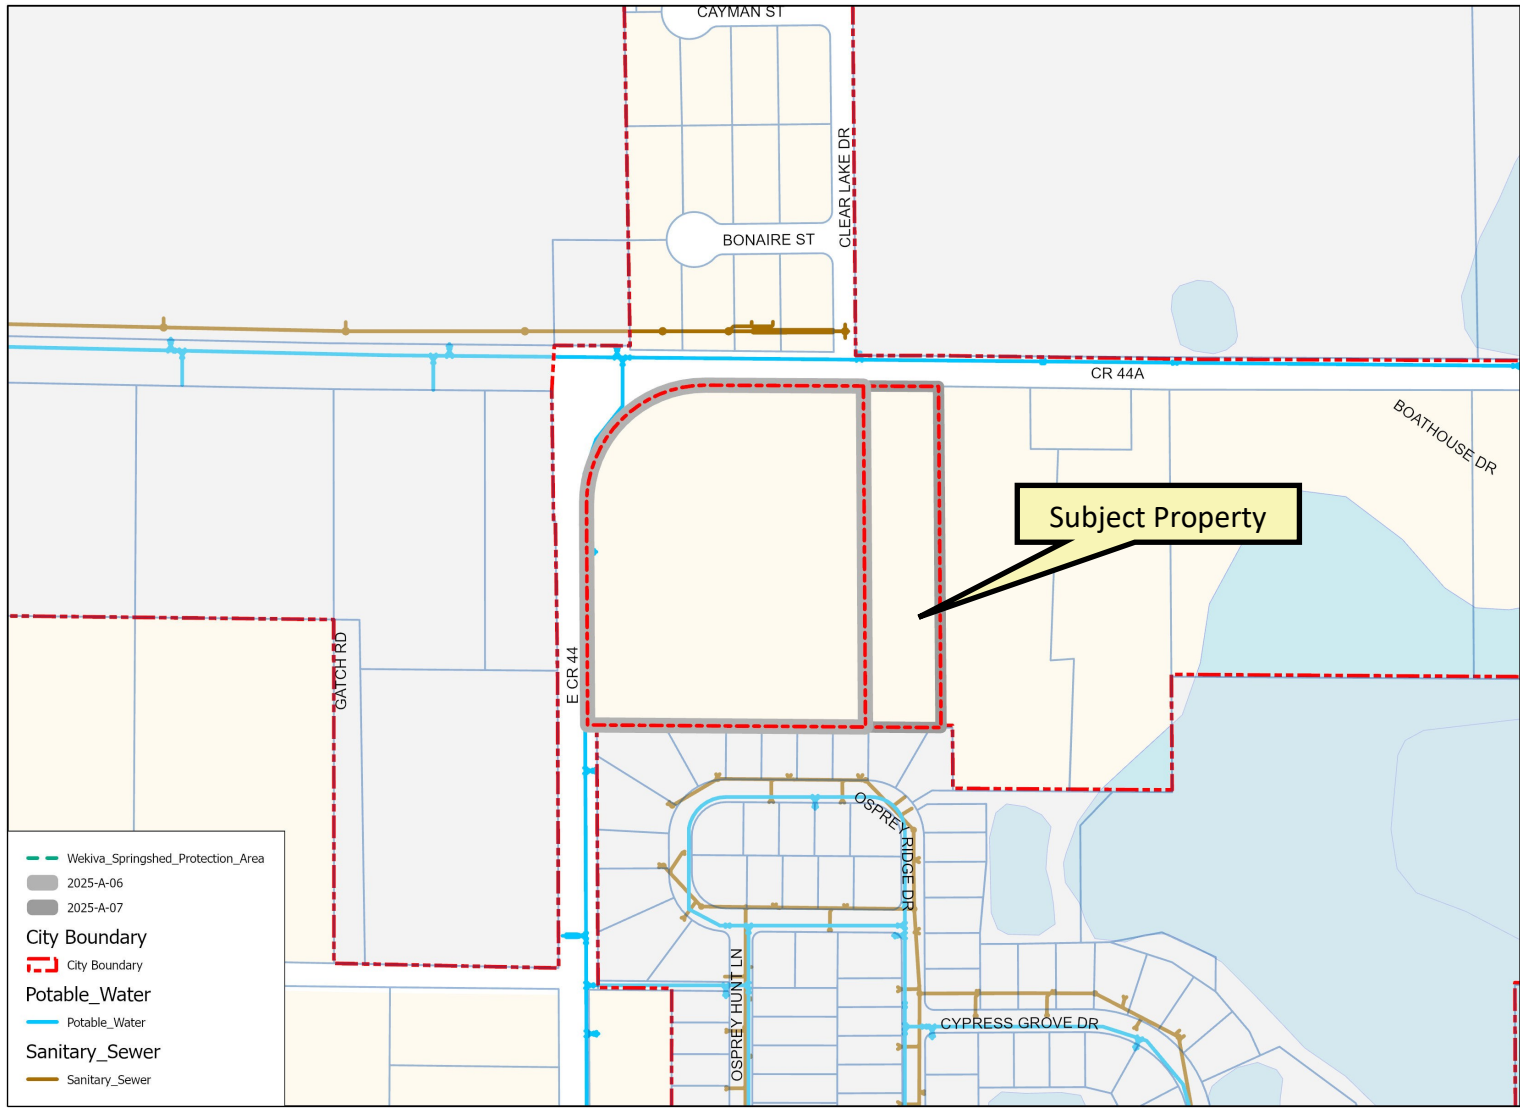 CAYMAN ST
CLEAR LAKE DR
BONAIRE ST
CR 44A
BOATHOUSE DR
Subject Property
GATCH RD
E CR 44
OSPREY RIDGE DR
OSPREY HUNT LN
CYPRESS GROVE DR
Wekiva_Springshed_Protection_Area
2025-A-06
2025-A-07
City Boundary
City Boundary
Potable_Water
Potable_Water
Sanitary_Sewer
Sanitary_Sewer